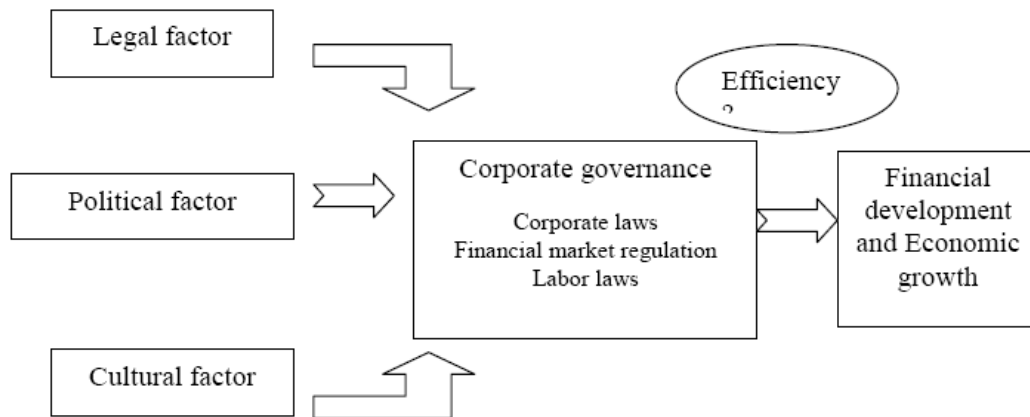 Legal factor
Efficiency
Political factor
Corporate governance
Corporate laws
Financial market regulation
Labor laws
Financial
development
and Economic
growth
Cultural factor